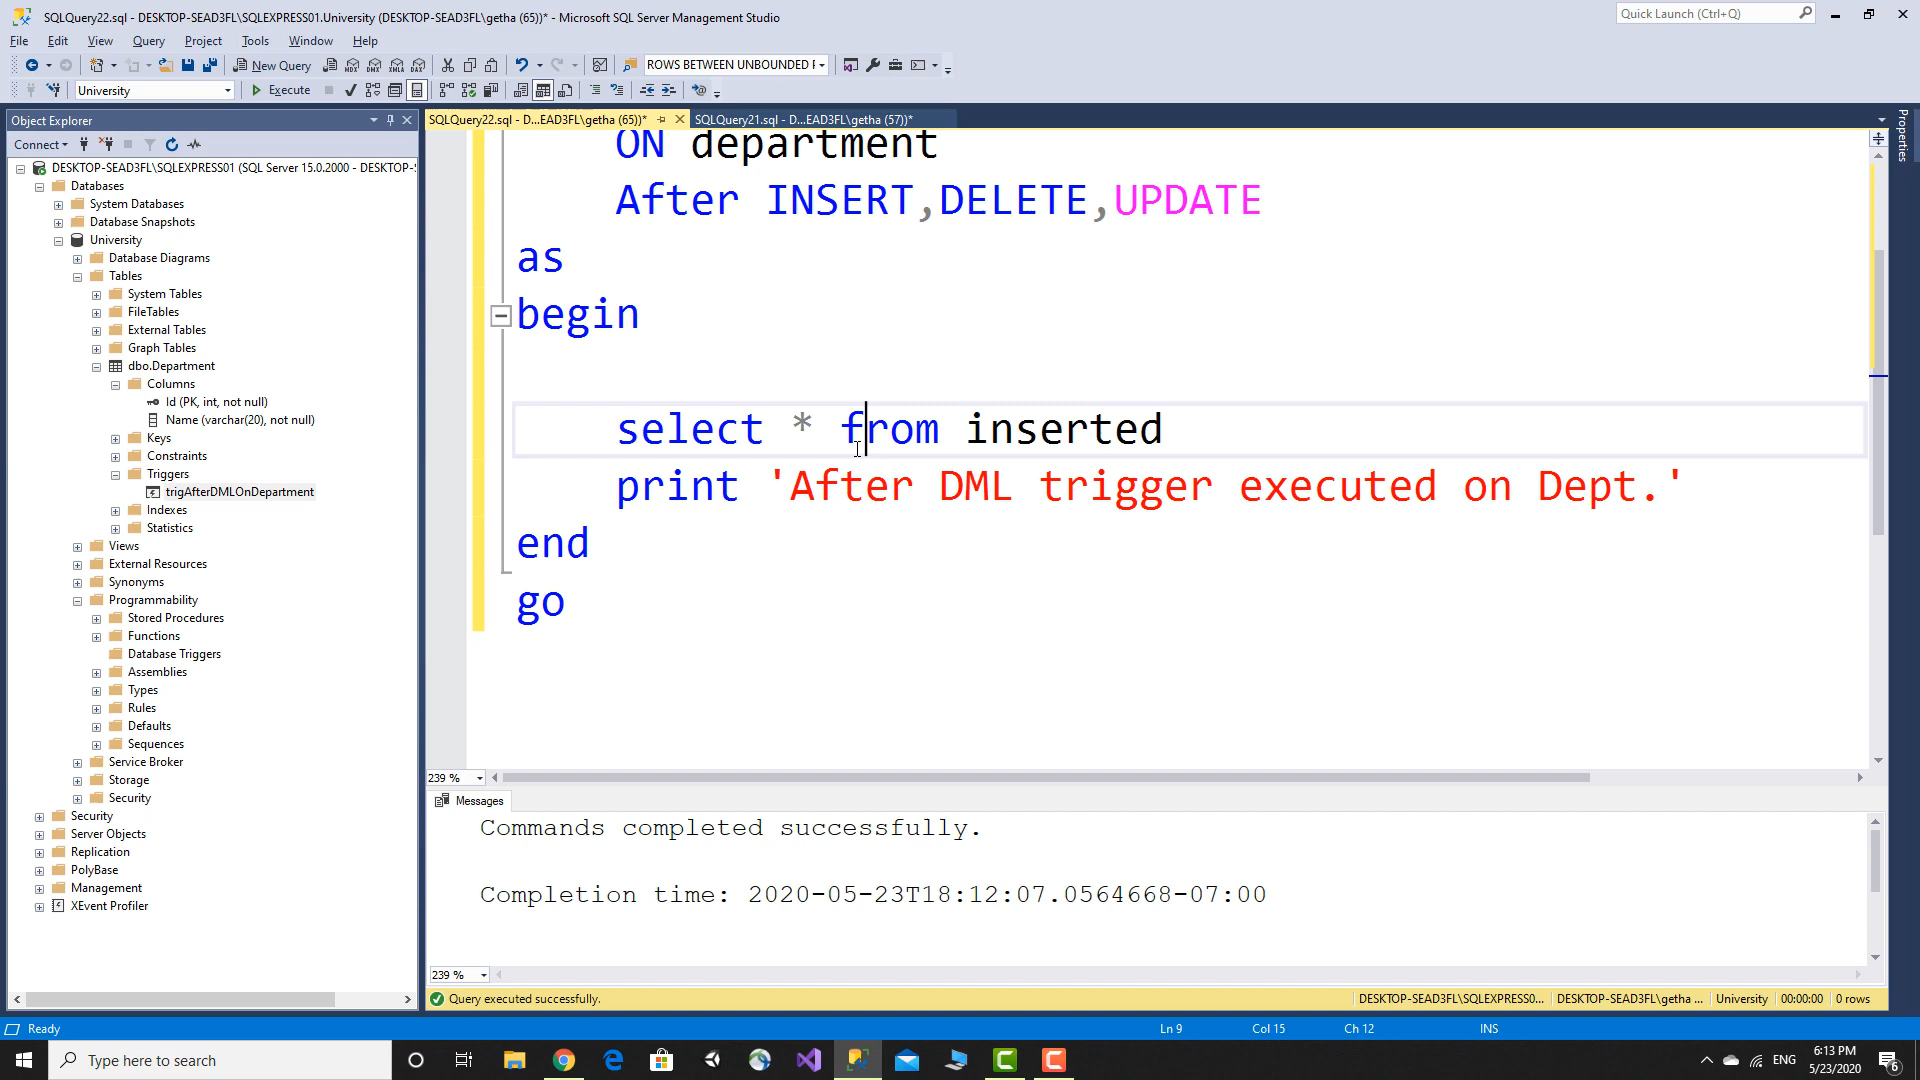 SQLQuery22.sql - DESKTOP-SEAD3FL\SQLEXPRESS01.University (DESKTOP-SEAD3FL\getha (65))* - Microsoft SQL Server Management Studio
Quick Launch (Ctrl+Q)
File Edit View Query Project Tools Window Help
New Query
MDX DMX XMLA DAX
ROWS BETWEEN UNBOUNDED F
University
Execute
Object Explorer
SQLQuery22.sql - D...EAD3FL\getha (65))*
SQLQuery21.sql - D...EAD3FL\getha (57))*
Properties
Connect
DESKTOP-SEAD3FL\SQLEXPRESS01 (SQL Server 15.0.2000 - DESKTOP-
Databases
System Databases
Database Snapshots
University
Database Diagrams
Tables
System Tables
FileTables
External Tables
Graph Tables
dbo.Department
Columns
Id (PK, int, not null)
Name (varchar(20), not null)
Keys
Constraints
Triggers
trigAfterDMLOnDepartment
Indexes
Statistics
Views
External Resources
Synonyms
Programmability
Stored Procedures
Functions
Database Triggers
Assemblies
Types
Rules
Defaults
Sequences
Service Broker
Storage
Security
Security
Server Objects
Replication
PolyBase
Management
XEvent Profiler
ON department
After INSERT,DELETE,UPDATE
as
begin
select * from inserted
print 'After DML trigger executed on Dept.'
end
go
239 %
Messages
Commands completed successfully.
Completion time: 2020-05-23T18:12:07.0564668-07:00
239 %
Query executed successfully.
DESKTOP-SEAD3FL\SQLEXPRESS0... DESKTOP-SEAD3FL\getha ... University 00:00:00 0 rows
Ready
Ln 9 Col 15 Ch 12 INS
Type here to search
ENG
6:13 PM
5/23/2020
6